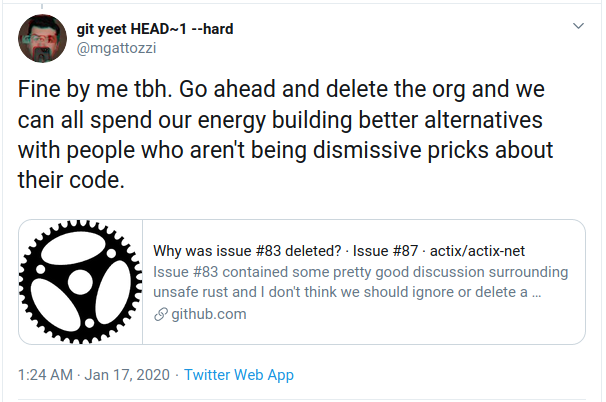 git yeet HEAD~1 --hard
@mgattozzi
Fine by me tbh. Go ahead and delete the org and we
can all spend our energy building better alternatives
with people who aren't being dismissive pricks about
their code.
Why was issue #83 deleted? · Issue #87 · actix/actix-net
Issue #83 contained some pretty good discussion surrounding
unsafe rust and I don't think we should ignore or delete a ...
github.com
1:24 AM · Jan 17, 2020 · Twitter Web App